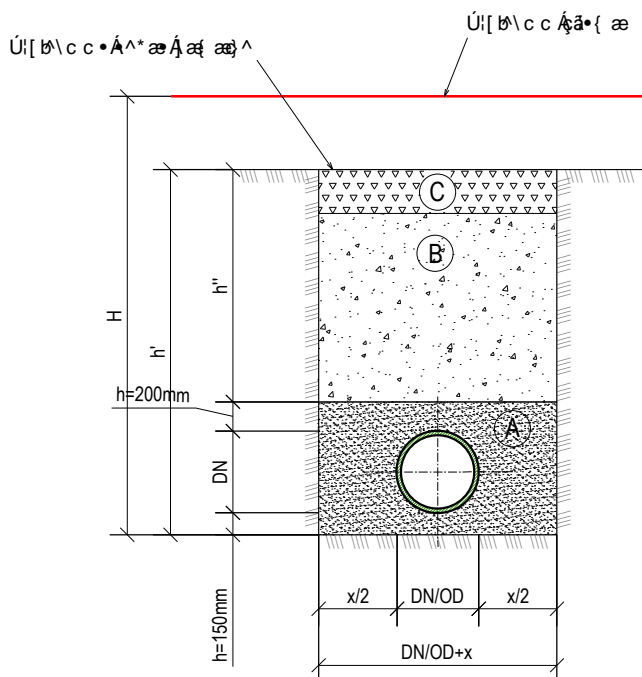 C
B
A
H
h'
h''
h=200mm
DN
h=150mm
x/2
DN/OD
x/2
DN/OD+x